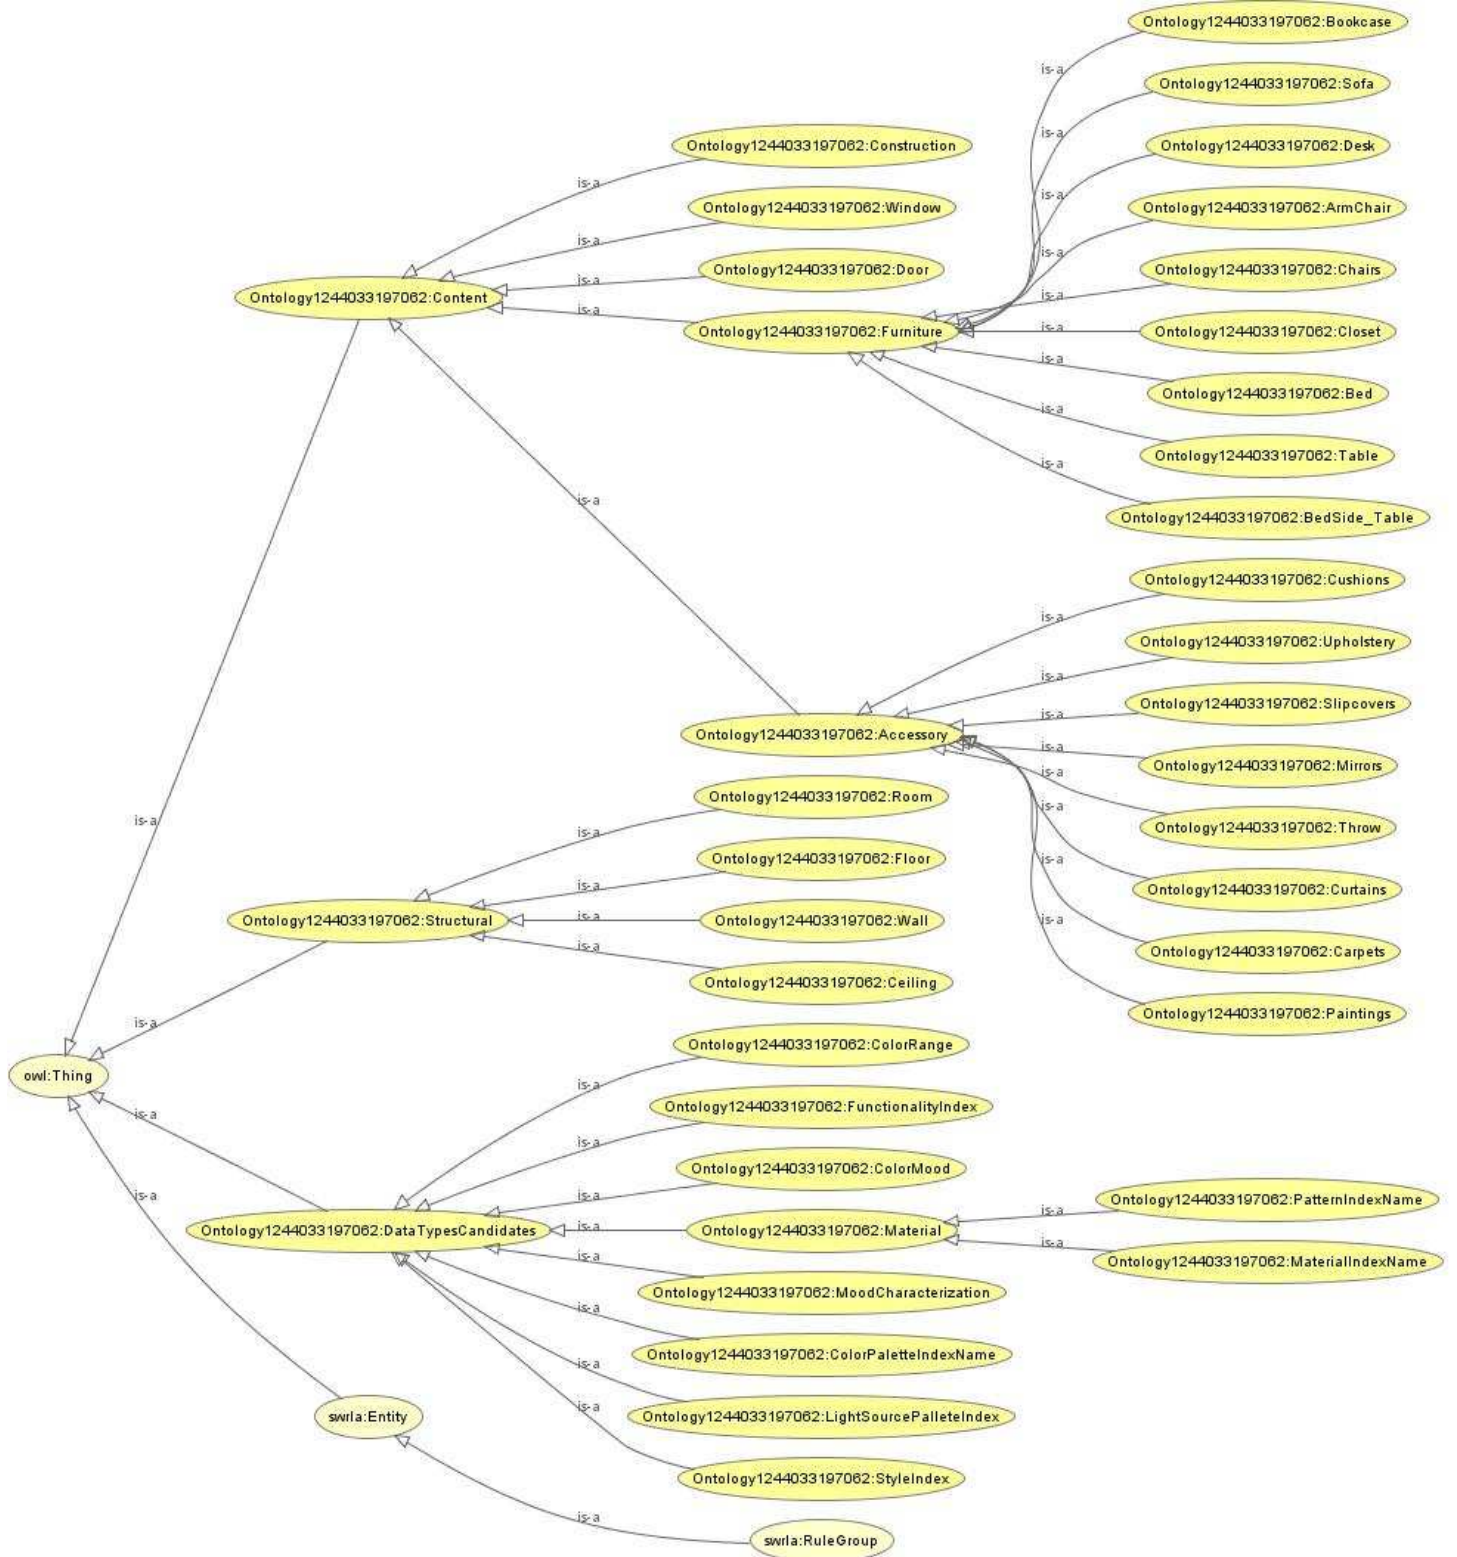 Ontology1244033197062:Bookcase
is-a
Ontology1244033197062:Sofa
is-a
Ontology1244033197062:Construction
Ontology1244033197062:Desk
is-a
is-a
Ontology1244033197062:Window
Ontology1244033197062:ArmChair
is-a
is-a
Ontology1244033197062:Door
Ontology1244033197062:Chairs
is-a
Ontology1244033197062:Content
is-a
is-a
Ontology1244033197062:Furniture
is-a
Ontology1244033197062:Closet
is-a
Ontology1244033197062:Bed
is-a
Ontology1244033197062:Table
is-a
is-a
Ontology1244033197062:BedSide_Table
Ontology1244033197062:Cushions
is-a
Ontology1244033197062:Upholstery
is-a
Ontology1244033197062:Slipcovers
is-a
Ontology1244033197062:Accessory
is-a
Ontology1244033197062:Mirrors
is-a
Ontology1244033197062:Room
is-a
is-a
is-a
Ontology1244033197062:Throw
Ontology1244033197062:Floor
is-a
is-a
Ontology1244033197062:Curtains
Ontology1244033197062:Structural
is-a
Ontology1244033197062:Wall
is-a
is-a
Ontology1244033197062:Carpets
Ontology1244033197062:Ceiling
Ontology1244033197062:Paintings
is-a
Ontology1244033197062:ColorRange
owl:Thing
is-a
is-a
Ontology1244033197062:FunctionalityIndex
is-a
Ontology1244033197062:ColorMood
is-a
is-a
Ontology1244033197062:PatternIndexName
is-a
Ontology1244033197062:DataTypesCandidates
is-a
Ontology1244033197062:Material
is-a
Ontology1244033197062:MaterialIndexName
is-a
Ontology1244033197062:MoodCharacterization
is-a
Ontology1244033197062:ColorPaletteIndexName
is-a
is-a
swrla:Entity
Ontology1244033197062:LightSourcePalleteIndex
Ontology1244033197062:StyleIndex
is-a
swrla:RuleGroup